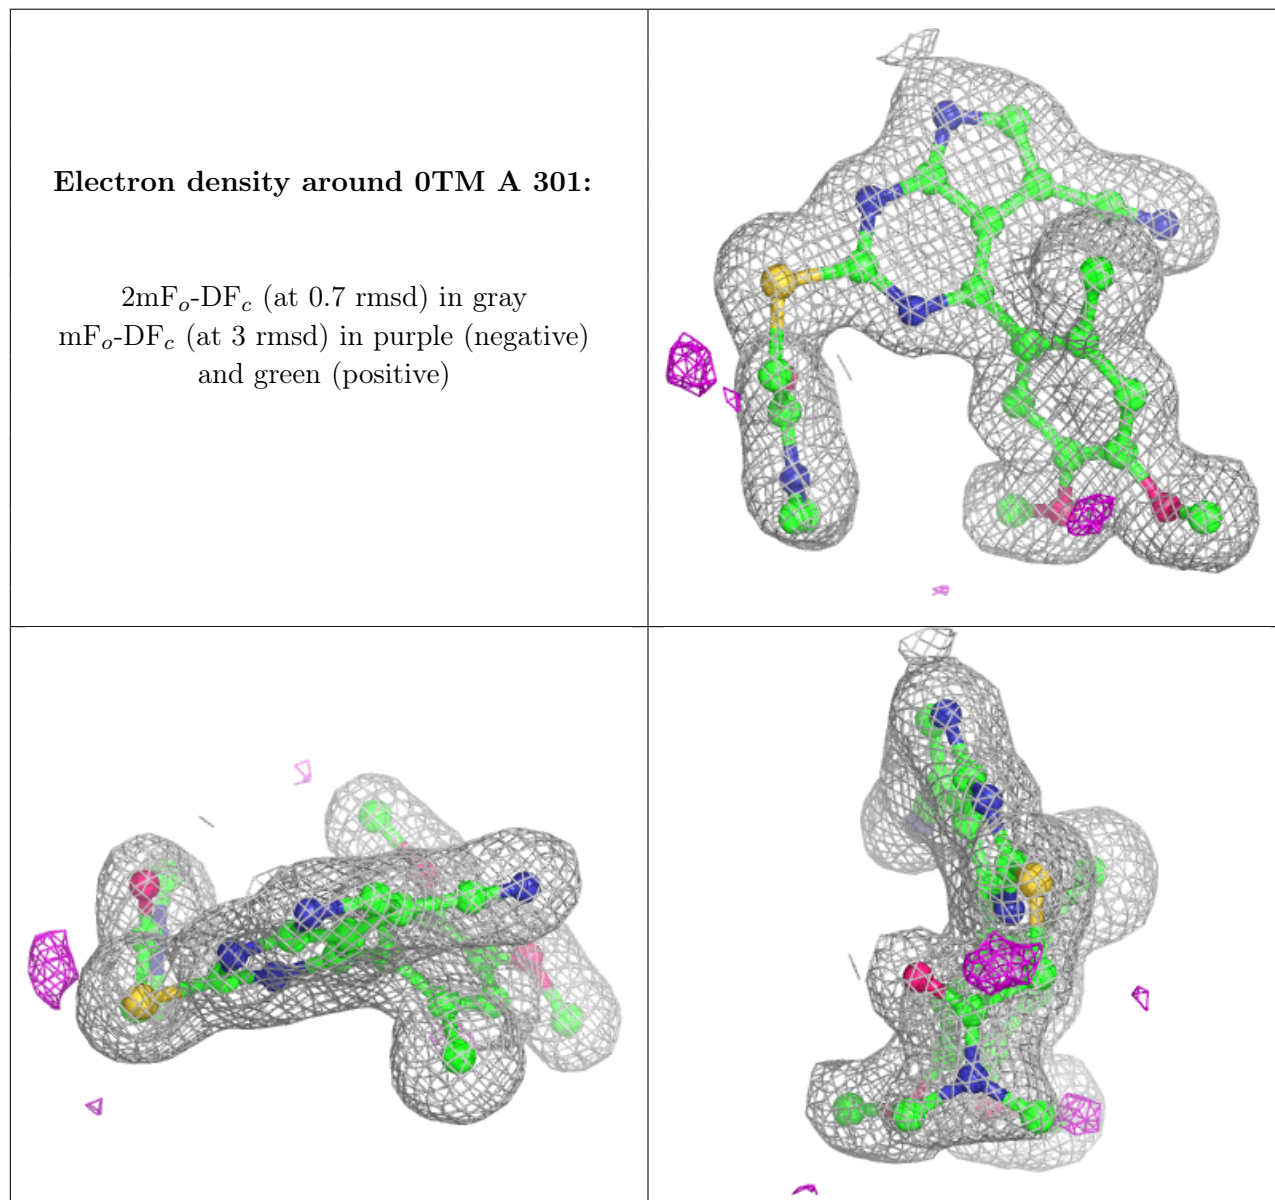 Electron density around 0TM A 301:
2mFₒ-DF𝑐 (at 0.7 rmsd) in gray
mFₒ-DF𝑐 (at 3 rmsd) in purple (negative)
and green (positive)